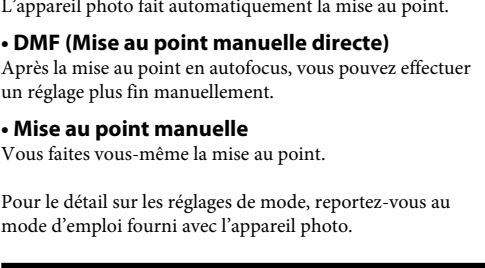 L'appareil photo fait automatiquement la mise au point.
• DMF (Mise au point manuelle directe)
Après la mise au point en autofocus, vous pouvez effectuer
un réglage plus fin manuellement.
• Mise au point manuelle
Vous faites vous-même la mise au point.
Pour le détail sur les réglages de mode, reportez-vous au
mode d'emploi fourni avec l'appareil photo.